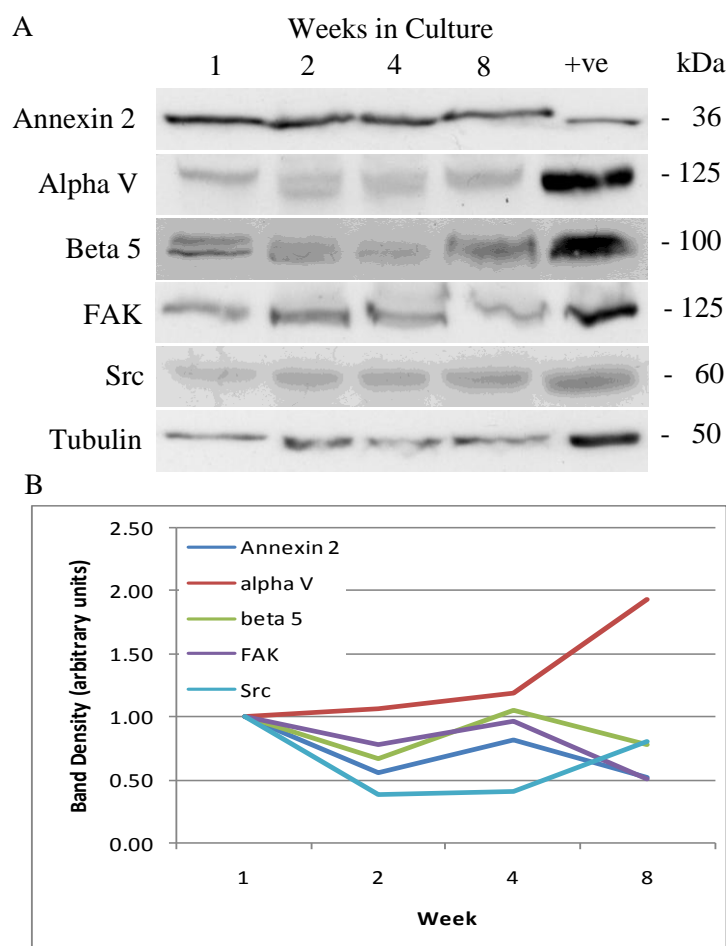 A
Weeks in Culture
1 2 4 8 +ve kDa
Annexin 2 - 36
Alpha V - 125
Beta 5 - 100
FAK - 125
Src - 60
Tubulin - 50
B
2.50
2.00
1.50
1.00
0.50
0.00
Band Density (arbitrary units)
Annexin 2
alpha V
beta 5
FAK
Src
1 2 4 8
Week